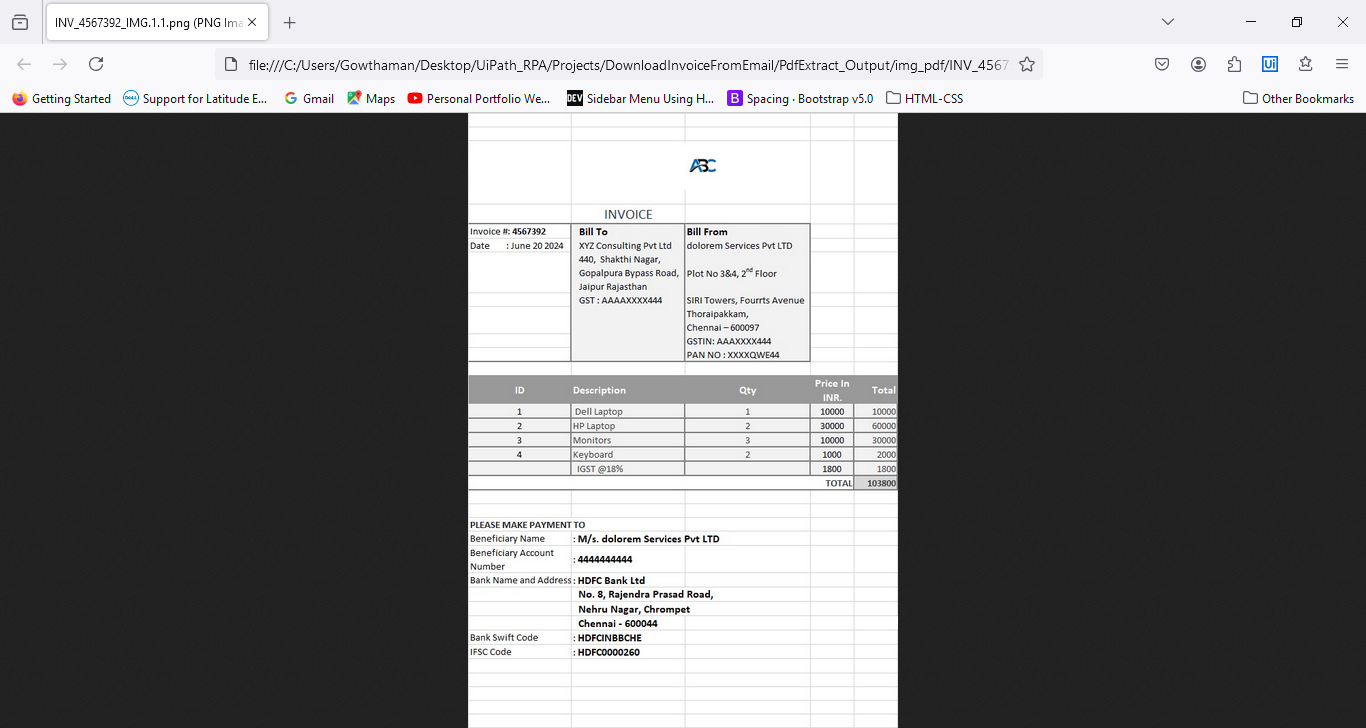 INV_4567392_IMG.1.1.png (PNG Ima
file:///C:/Users/Gowthaman/Desktop/UiPath_RPA/Projects/DownloadInvoiceFromEmail/PdfExtract_Output/img_pdf/INV_4567
Ui
Getting Started
DELL Support for Latitude E...
G Gmail
Maps
Personal Portfolio We...
DEV Sidebar Menu Using H...
B Spacing · Bootstrap v5.0
HTML-CSS
Other Bookmarks
ABC
INVOICE
Invoice #: 4567392
Date : June 20 2024
Bill To
XYZ Consulting Pvt Ltd
440, Shakthi Nagar,
Gopalpura Bypass Road,
Jaipur Rajasthan
GST : AAAAXXXX444
Bill From
dolorem Services Pvt LTD
Plot No 3&4, 2nd Floor
SIRI Towers, Fourrts Avenue
Thoraipakkam,
Chennai – 600097
GSTIN: AAAXXXX444
PAN NO : XXXXQWE44
ID Description Qty Price In INR. Total
1 Dell Laptop 1 10000 10000
2 HP Laptop 2 30000 60000
3 Monitors 3 10000 30000
4 Keyboard 2 1000 2000
IGST @18% 1800 1800
TOTAL 103800
PLEASE MAKE PAYMENT TO
Beneficiary Name : M/s. dolorem Services Pvt LTD
Beneficiary Account
Number : 4444444444
Bank Name and Address : HDFC Bank Ltd
No. 8, Rajendra Prasad Road,
Nehru Nagar, Chrompet
Chennai - 600044
Bank Swift Code : HDFCINBBCHE
IFSC Code : HDFC0000260